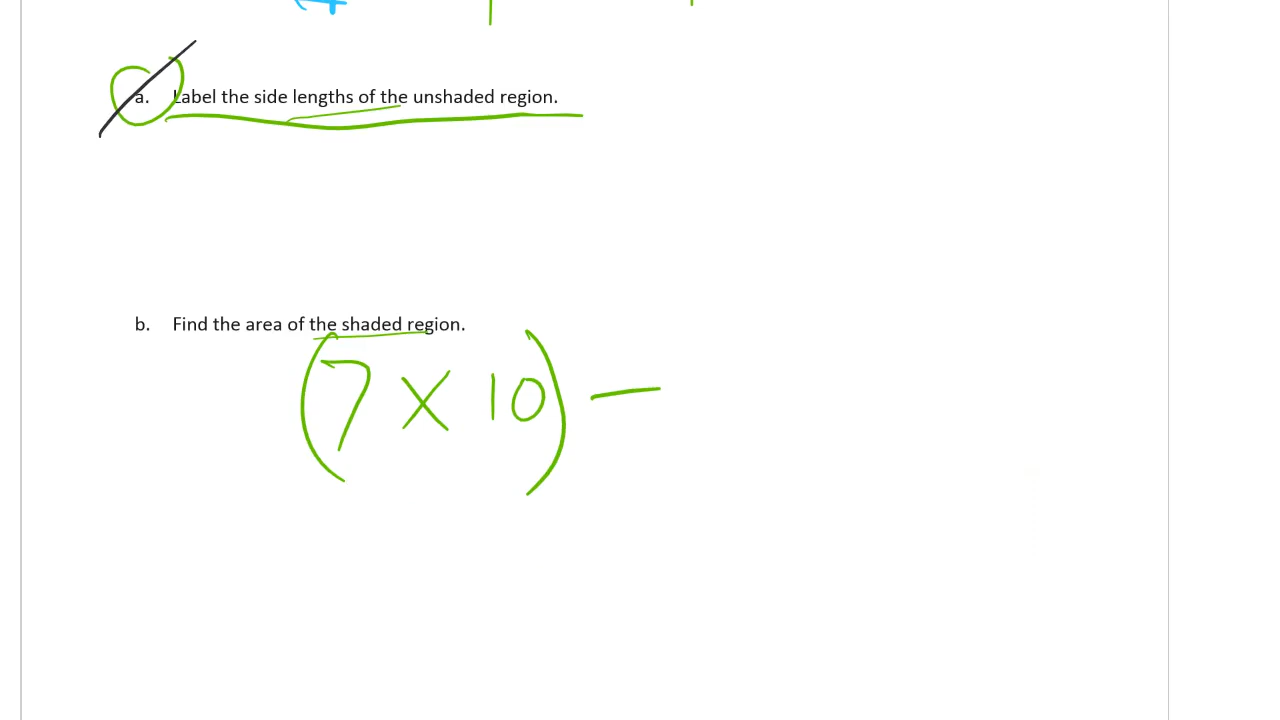 a. Label the side lengths of the unshaded region.
b. Find the area of the shaded region.
(7 × 10) —